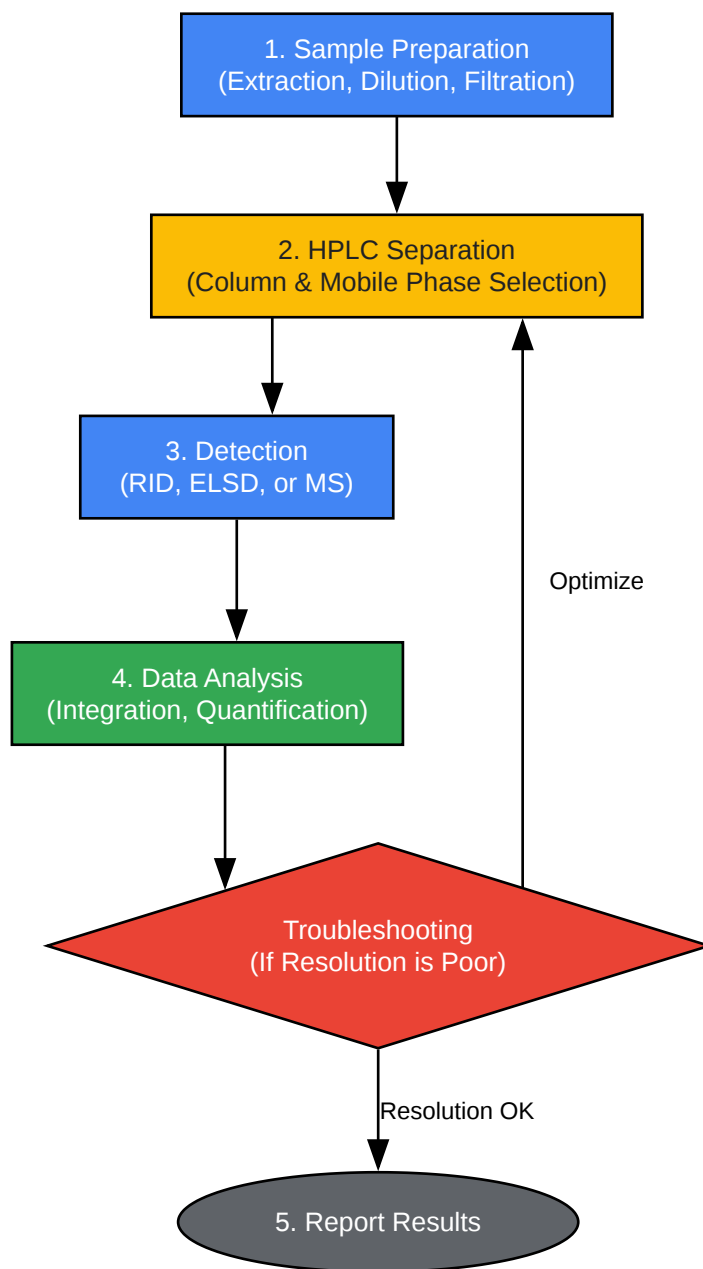 1. Sample Preparation
(Extraction, Dilution, Filtration)
2. HPLC Separation
(Column & Mobile Phase Selection)
3. Detection
(RID, ELSD, or MS)
Optimize
4. Data Analysis
(Integration, Quantification)
Troubleshooting
(If Resolution is Poor)
Resolution OK
5. Report Results